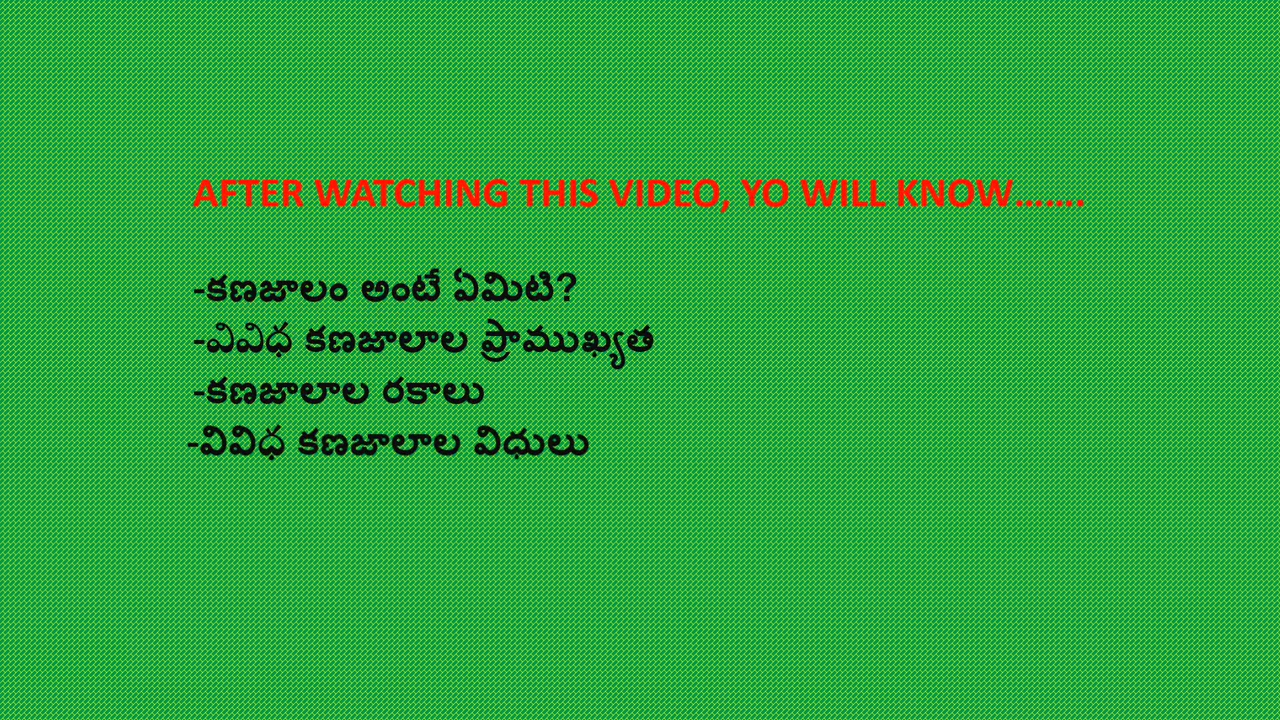 AFTER WATCHING THIS VIDEO, YO WILL KNOW…….
-కణజాలం అంటే ఏమిటి?
-వివిధ కణజాలాల ప్రాముఖ్యత
-కణజాలాల రకాలు
-వివిధ కణజాలాల విధులు